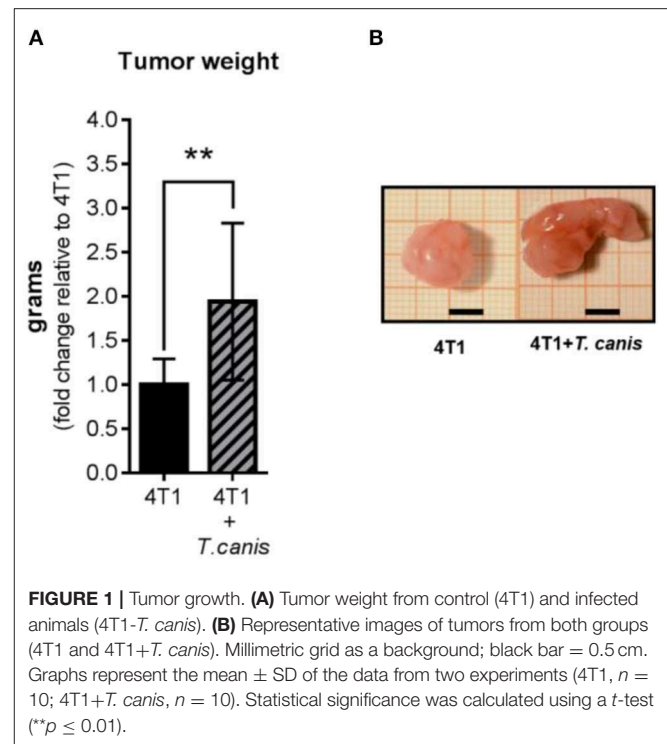 A
B
Tumor weight
grams
(fold change relative to 4T1)
4.0
3.5
3.0
2.5
2.0
1.5
1.0
0.5
0.0
**
4T1
4T1
+
T.canis
4T1
4T1+T. canis
FIGURE 1 | Tumor growth. (A) Tumor weight from control (4T1) and infected
animals (4T1-T. canis). (B) Representative images of tumors from both groups
(4T1 and 4T1+T. canis). Millimetric grid as a background; black bar = 0.5 cm.
Graphs represent the mean ± SD of the data from two experiments (4T1, n =
10; 4T1+T. canis, n = 10). Statistical significance was calculated using a t-test
(**p ≤ 0.01).